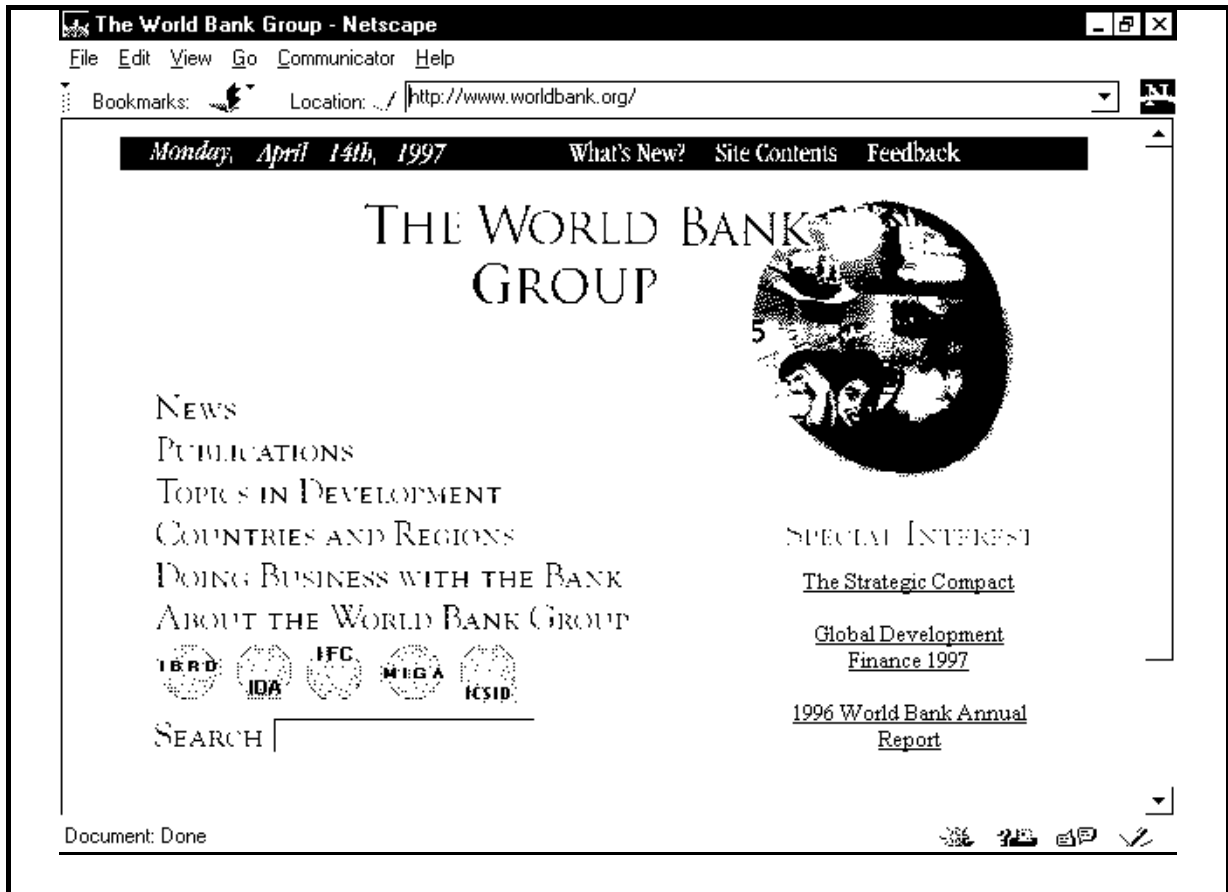 The World Bank Group - Netscape
File Edit View Go Communicator Help
Bookmarks: Location: http://www.worldbank.org/
Monday, April 14th, 1997 What's New? Site Contents Feedback
THE WORLD BANK
GROUP
5
NEWS
PUBLICATIONS
TOPICS IN DEVELOPMENT
COUNTRIES AND REGIONS
DOING BUSINESS WITH THE BANK
ABOUT THE WORLD BANK GROUP
IBRD IDA IFC MIGA ICSID
SEARCH
SPECIAL INTEREST
The Strategic Compact
Global Development
Finance 1997
1996 World Bank Annual
Report
Document: Done